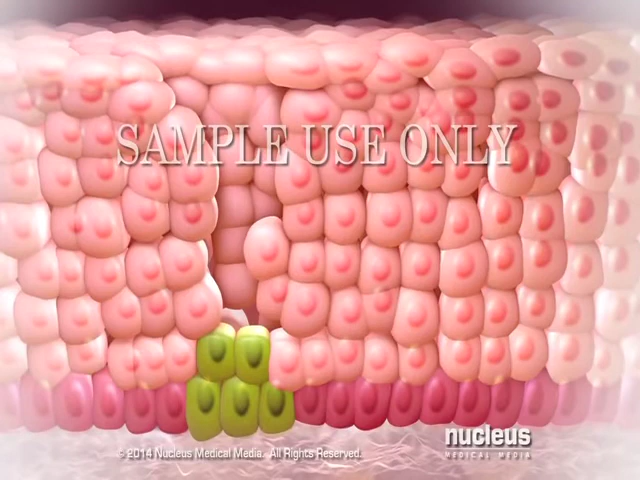 SAMPLE USE ONLY
nucleus
MEDICAL MEDIA
© 2014 Nucleus Medical Media. All Rights Reserved.